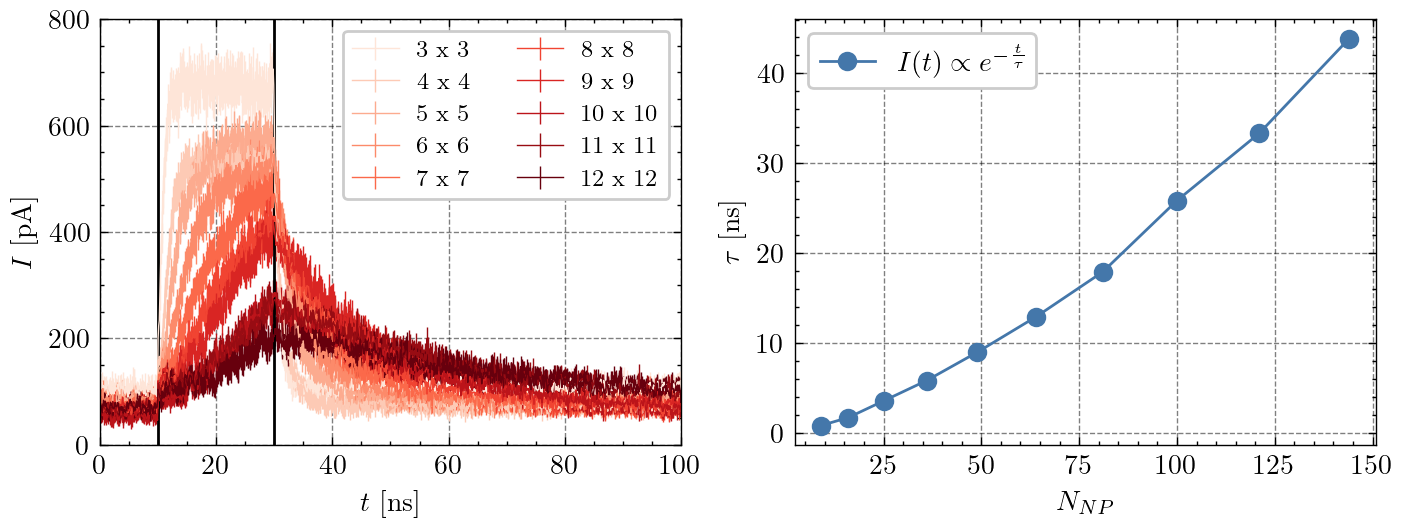 800
600
400
200
0
I [pA]
0 20 40 60 80 100
t [ns]
3 x 3
4 x 4
5 x 5
6 x 6
7 x 7
8 x 8
9 x 9
10 x 10
11 x 11
12 x 12
40
30
20
10
0
τ [ns]
I(t) ∝ e^{-t/τ}
25 50 75 100 125 150
N_{NP}